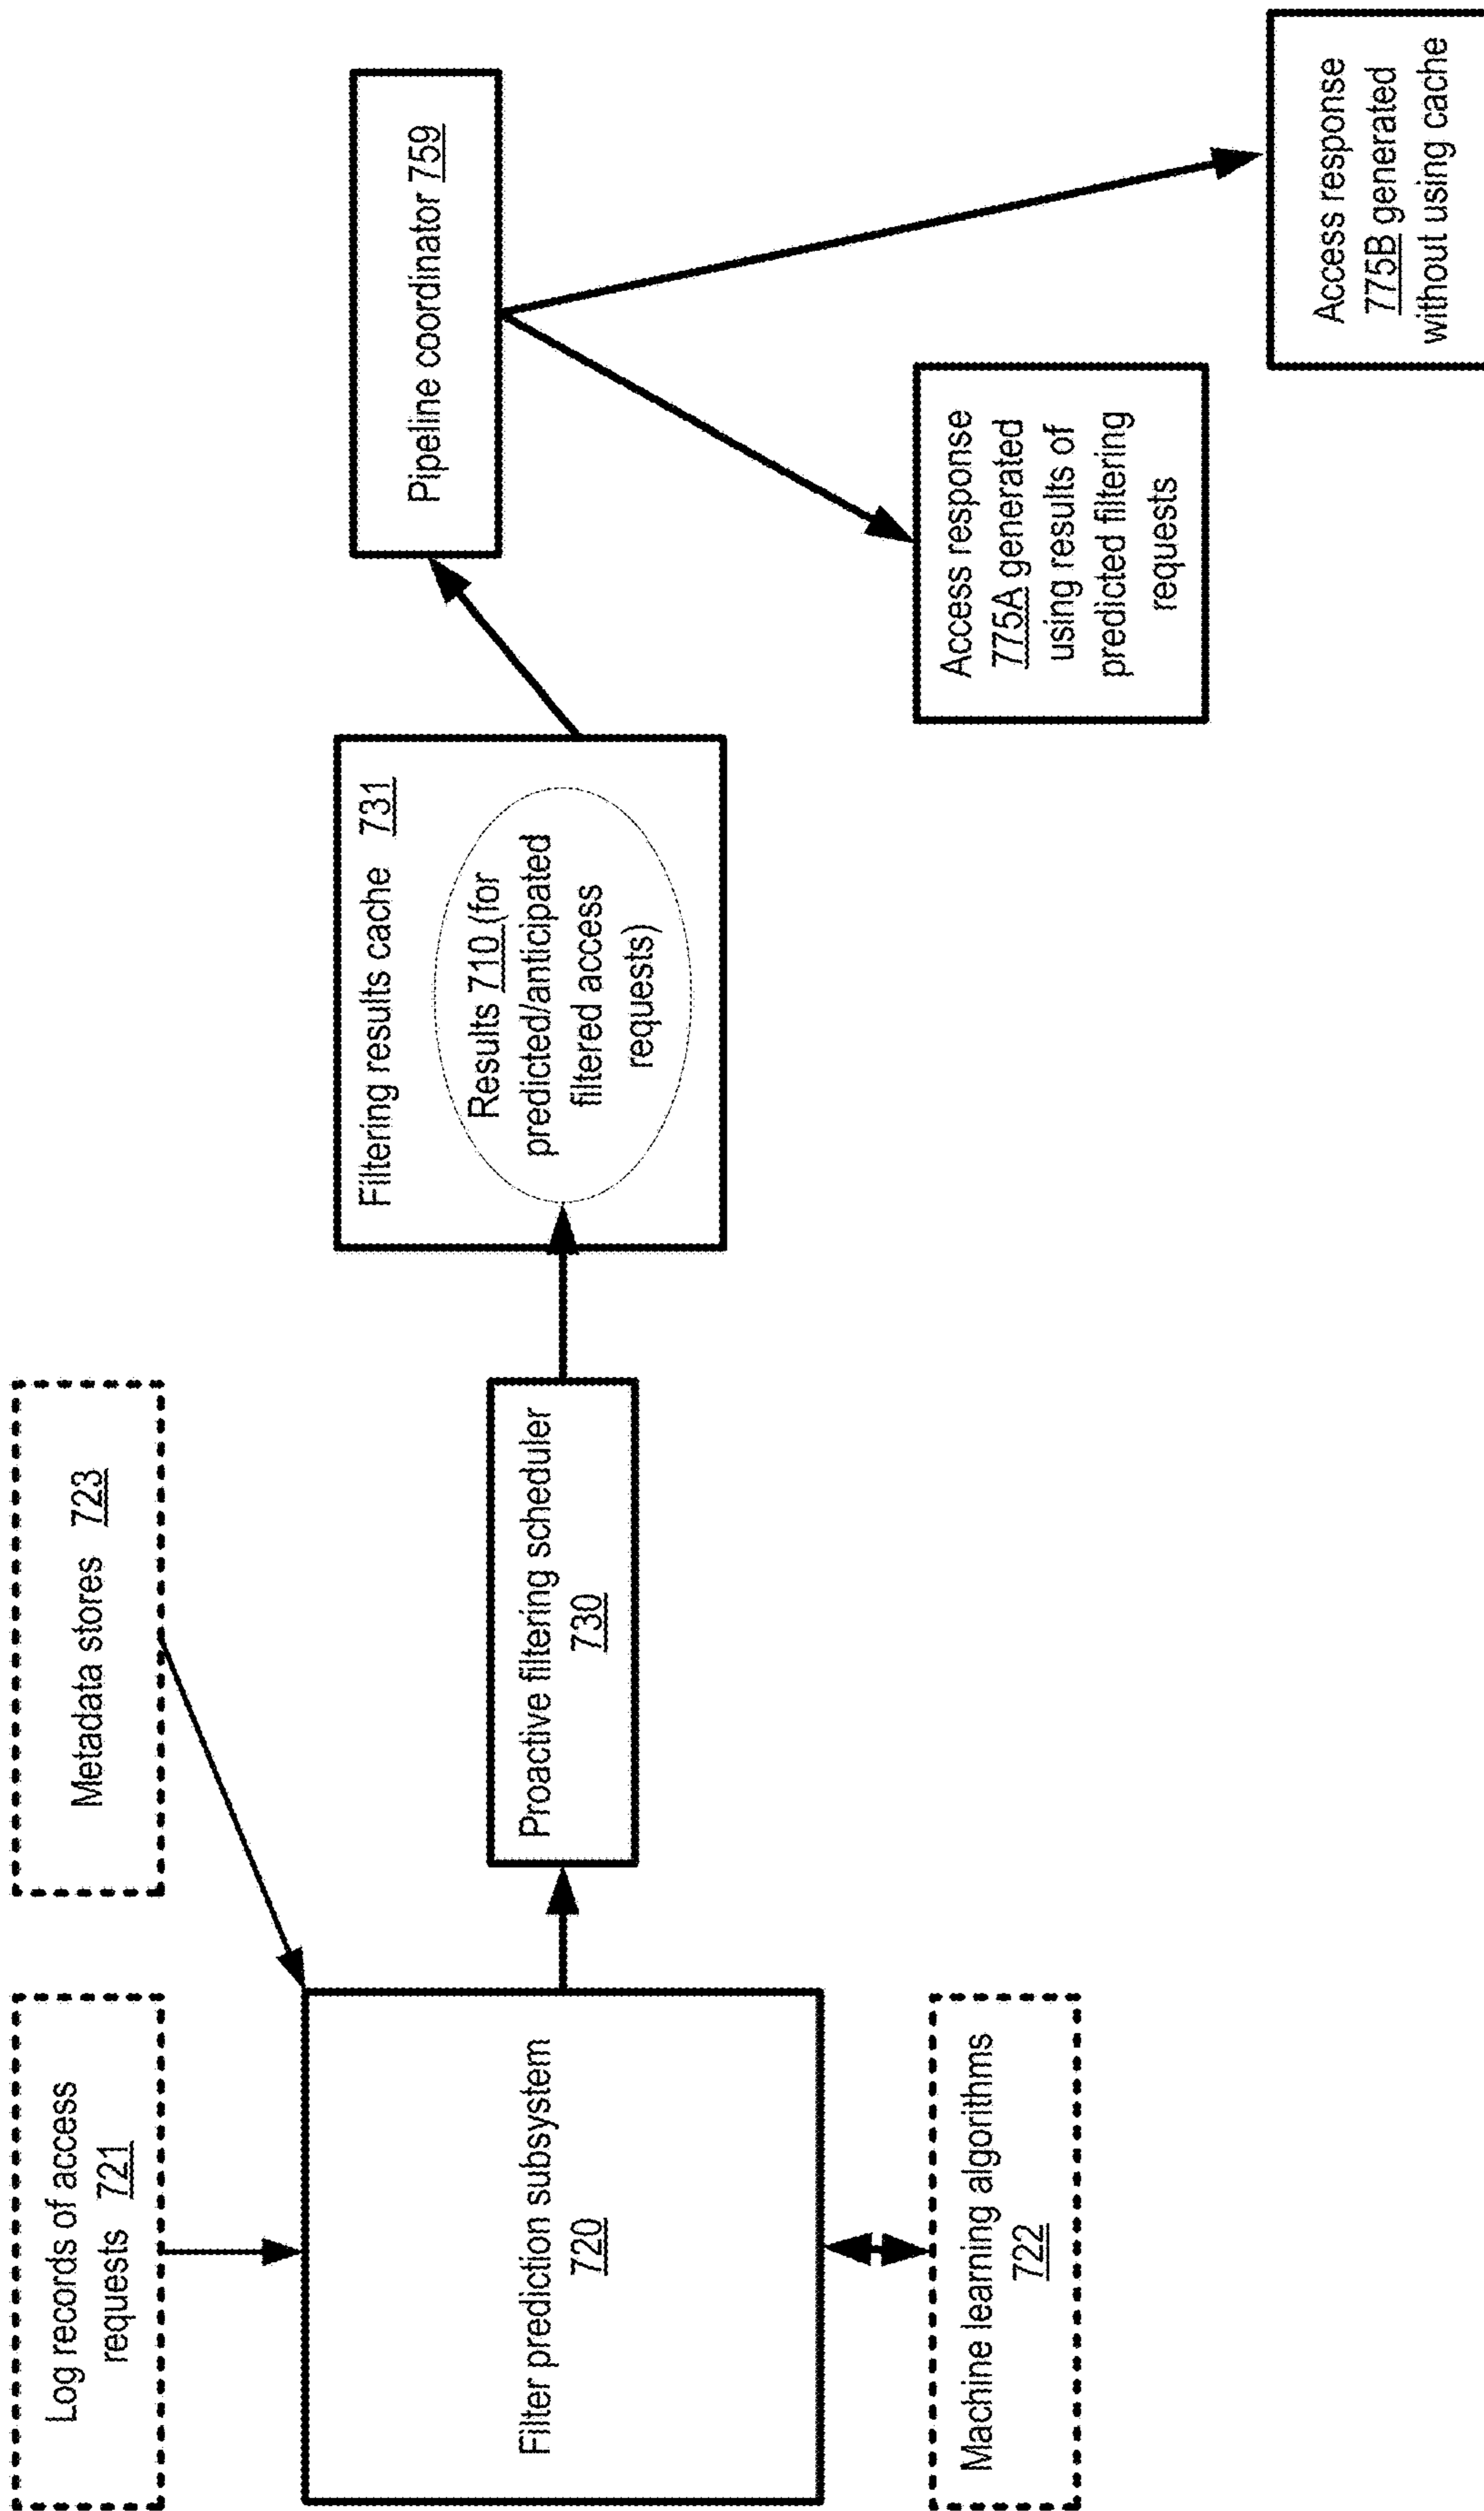 Log records of access
requests 721
Metadata stores 723
Filter prediction subsystem
720
Machine learning algorithms
722
Proactive filtering scheduler
730
Filtering results cache 731
Results 710 (for
predicted/anticipated
filtered access
requests)
Pipeline coordinator 759
Access response
775A generated
using results of
predicted filtering
requests
Access response
775B generated
without using cache